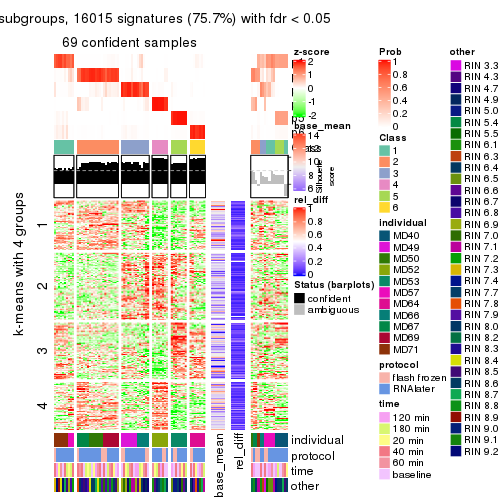 subgroups, 16015 signatures (75.7%) with fdr < 0.05
69 confident samples
k-means with 4 groups
1
2
3
4
base_mean
rel_diff
individual
protocol
time
other
z-score
2
1
0
-1
-2
base_mean
14
12
10
8
6
Silhouette
score
rel_diff
1
0
Status (barplots)
confident
ambiguous
Prob
1
0.8
0.6
0.4
0.2
0
Class
1
2
3
4
5
6
individual
MD40
MD49
MD50
MD52
MD53
MD57
MD64
MD66
MD67
MD69
MD71
protocol
flash frozen
RNAlater
time
120 min
180 min
20 min
40 min
60 min
baseline
other
RIN 3.3
RIN 4.3
RIN 4.7
RIN 4.9
RIN 5.0
RIN 5.4
RIN 5.5
RIN 6.1
RIN 6.3
RIN 6.4
RIN 6.5
RIN 6.6
RIN 6.7
RIN 6.8
RIN 6.9
RIN 7.0
RIN 7.1
RIN 7.2
RIN 7.3
RIN 7.4
RIN 7.7
RIN 7.8
RIN 7.9
RIN 8.0
RIN 8.2
RIN 8.3
RIN 8.4
RIN 8.5
RIN 8.6
RIN 8.7
RIN 8.8
RIN 8.9
RIN 9.0
RIN 9.1
RIN 9.2